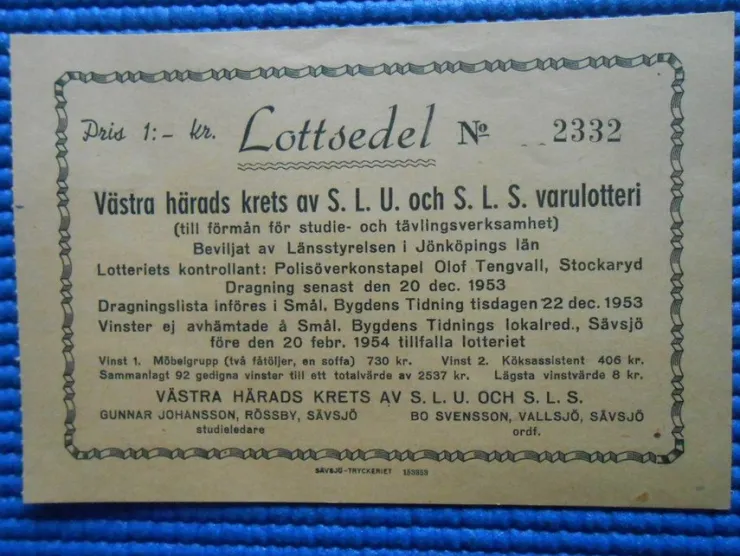 Pris 1:- kr. Lottsedel № 2332
Västra härads krets av S. L. U. och S. L. S. varulotteri
(till förmån för studie- och tävlingsverksamhet)
Beviljat av Länsstyrelsen i Jönköpings län
Lotteriets kontrollant: Polisöverkonstapel Olof Tengvall, Stockaryd
Dragning senast den 20 dec. 1953
Dragningslista införes i Smål. Bygdens Tidning tisdagen 22 dec. 1953
Vinster ej avhämtade å Smål. Bygdens Tidnings lokalred., Sävsjö
före den 20 febr. 1954 tillfalla lotteriet
Vinst 1. Möbelgrupp (två fåtöljer, en soffa) 730 kr. Vinst 2. Köksassistent 406 kr.
Sammanlagt 92 gedigna vinster till ett totalvärde av 2537 kr. Lägsta vinstvärde 8 kr.
VÄSTRA HÄRADS KRETS AV S. L. U. OCH S. L. S.
GUNNAR JOHANSSON, RÖSSBY, SÄVSJÖ BO SVENSSON, VALLSJÖ, SÄVSJÖ
studieledare ordf.
SÄVSJÖ-TRYCKERIET